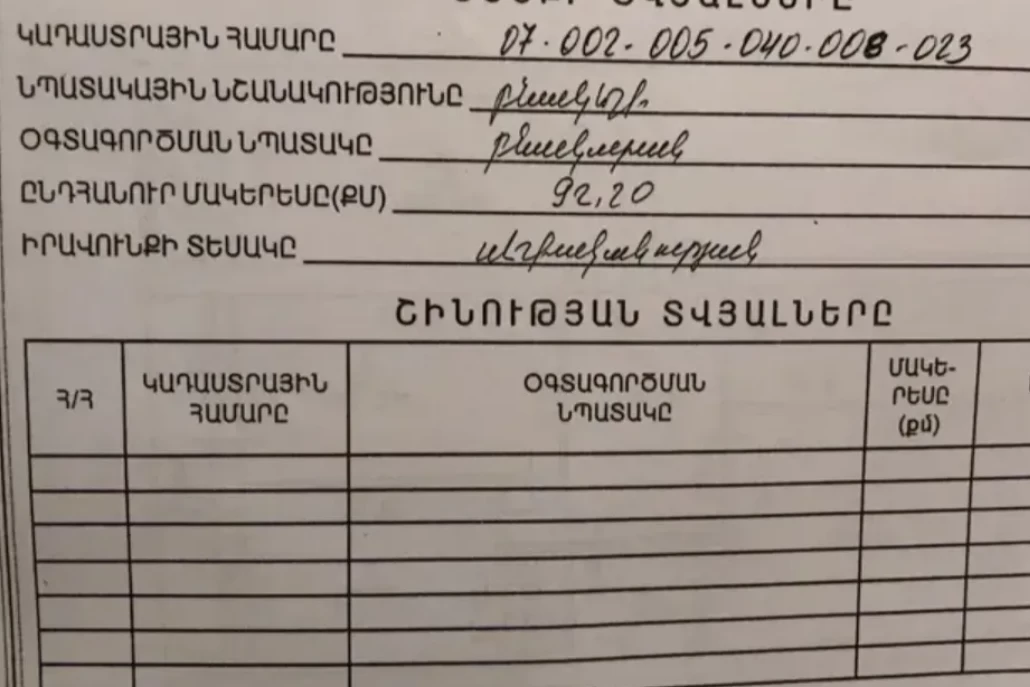 ՏՎՅԱԼՆԵՐԸ
ԿԱԴԱՍՏՐԱՅԻՆ ՀԱՄԱՐԸ 07-002-005-040-008-023
ՆՊԱՏԱԿԱՅԻՆ ՆՇԱՆԱԿՈՒԹՅՈՒՆԸ բնակելի
ՕԳՏԱԳՈՐԾՄԱՆ ՆՊԱՏԱԿԸ բնակարան
ԸՆԴՀԱՆՈՒՐ ՄԱԿԵՐԵՍԸ(ՔՄ) 92,20
ԻՐԱՎՈՒՆՔԻ ՏԵՍԱԿԸ
ՇԻՆՈՒԹՅԱՆ ՏՎՅԱԼՆԵՐԸ
Հ/Հ ԿԱԴԱՍՏՐԱՅԻՆ ՀԱՄԱՐԸ ՕԳՏԱԳՈՐԾՄԱՆ ՆՊԱՏԱԿԸ ՄԱԿԵ-ՐԵՍԸ (քմ)